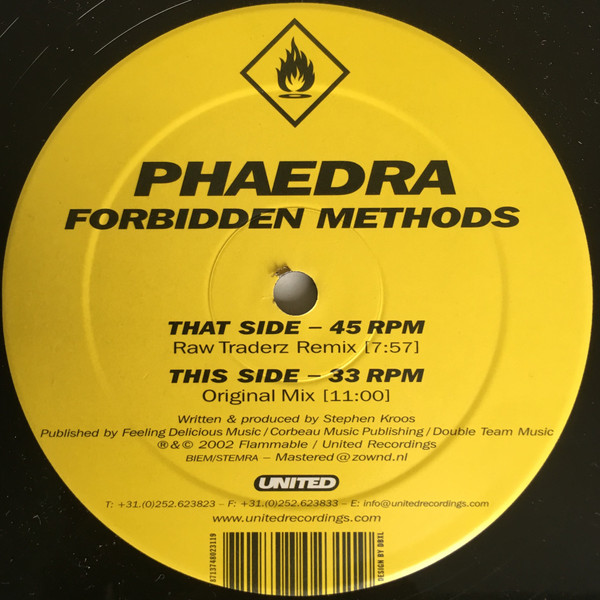 PHAEDRA
FORBIDDEN METHODS
THAT SIDE – 45 RPM
Raw Traderz Remix [7:57]
THIS SIDE – 33 RPM
Original Mix [11:00]
Written & produced by Stephen Kroos
Published by Feeling Delicious Music / Corbeau Music Publishing / Double Team Music
℗ & © 2002 Flammable / United Recordings
BIEM/STEMRA – Mastered@zownd.nl
UNITED
T: +31.(0)252.623823 – F: +31.(0)252.623833 – E: info@unitedrecordings.com
www.unitedrecordings.com
8713748023119
DESIGN BY DBXL